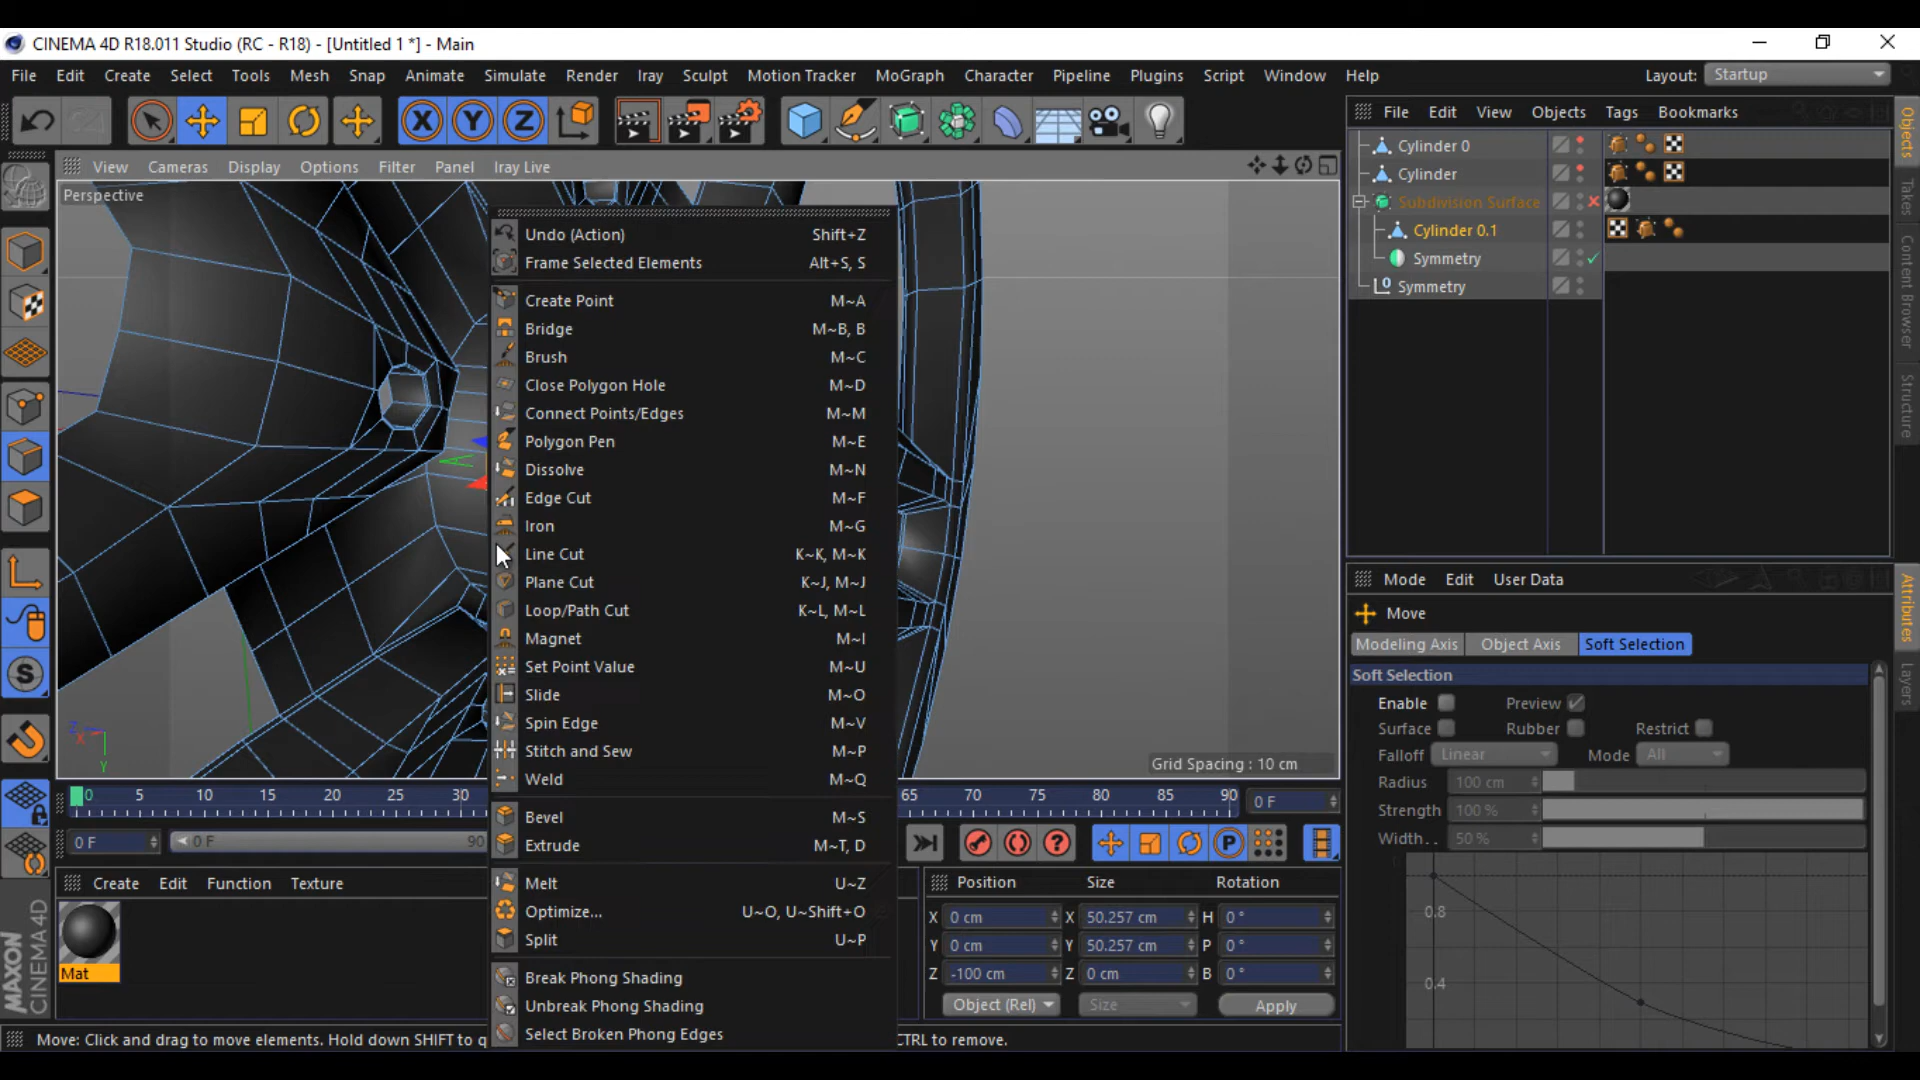 CINEMA 4D R18.011 Studio (RC - R18) - [Untitled 1 *] - Main
File Edit Create Select Tools Mesh Snap Animate Simulate Render Iray Sculpt Motion Tracker MoGraph Character Pipeline Plugins Script Window Help Layout: Startup
View Cameras Display Options Filter Panel Iray Live
Perspective
Undo (Action) Shift+Z
Frame Selected Elements Alt+S, S
Create Point M~A
Bridge M~B, B
Brush M~C
Close Polygon Hole M~D
Connect Points/Edges M~M
Polygon Pen M~E
Dissolve M~N
Edge Cut M~F
Iron M~G
Line Cut K~K, M~K
Plane Cut K~J, M~J
Loop/Path Cut K~L, M~L
Magnet M~I
Set Point Value M~U
Slide M~O
Spin Edge M~V
Stitch and Sew M~P
Weld M~Q
Bevel M~S
Extrude M~T, D
Melt U~Z
Optimize... U~O, U~Shift+O
Split U~P
Break Phong Shading
Unbreak Phong Shading
Select Broken Phong Edges
Grid Spacing : 10 cm
0 5 10 15 20 25 30 65 70 75 80 85 90 0 F
0 F 0 F 90
Create Edit Function Texture
Mat
MAXON
CINEMA 4D
Position Size Rotation
X 0 cm X 50.257 cm H 0 °
Y 0 cm Y 50.257 cm P 0 °
Z -100 cm Z 0 cm B 0 °
Object (Rel) Size Apply
Move: Click and drag to move elements. Hold down SHIFT to q
CTRL to remove.
File Edit View Objects Tags Bookmarks
Cylinder 0
Cylinder
Subdivision Surface
Cylinder 0.1
Symmetry
Symmetry
Objects
Takes
Content Browser
Structure
Mode Edit User Data
Move
Modeling Axis Object Axis Soft Selection
Soft Selection
Enable Preview
Surface Rubber Restrict
Falloff Linear Mode All
Radius 100 cm
Strength 100 %
Width. . 50 %
0.8
0.4
Attributes
Layers
X Y Z
S
P